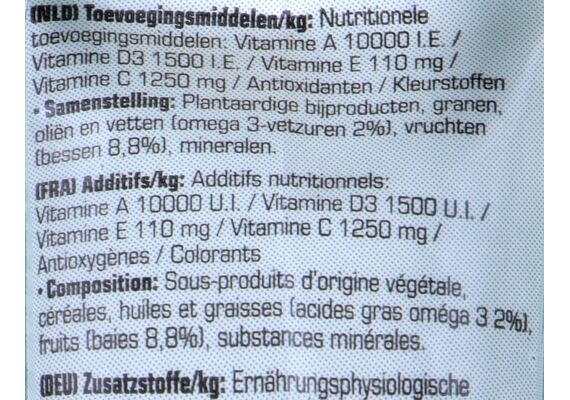 (NLD) Toevoegingsmiddelen/kg: Nutritionele
toevoegingsmiddelen: Vitamine A 10000 I.E. /
Vitamine D3 1500 I.E. / Vitamine E 110 mg /
Vitamine C 1250 mg / Antioxidanten / Kleurstoffen
• Samenstelling: Plantaardige bijproducten, granen,
oliën en vetten (omega 3-vetzuren 2%), vruchten
(bessen 8,8%), mineralen.
(FRA) Additifs/kg: Additifs nutritionnels:
Vitamine A 10000 U.I. / Vitamine D3 1500 U.I. /
Vitamine E 110 mg / Vitamine C 1250 mg /
Antioxygènes / Colorants
• Composition: Sous-produits d'origine végétale,
céréales, huiles et graisses (acides gras oméga 3 2%),
fruits (baies 8,8%), substances minérales.
(DEU) Zusatzstoffe/kg: Ernährungsphysiologische